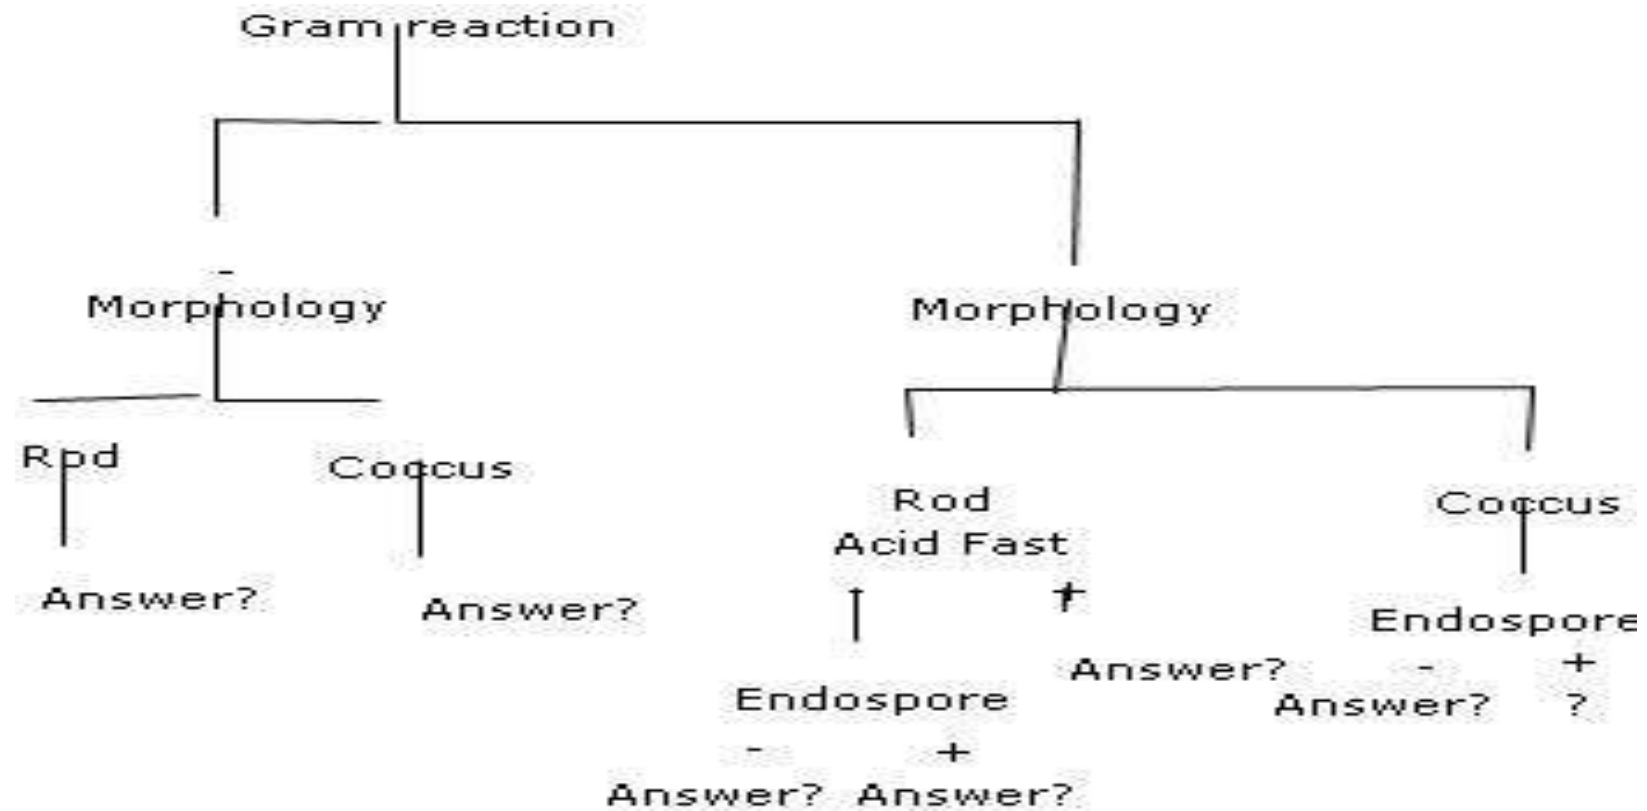 Gram reaction
-
Morphology
Morphology
Rod
Coccus
Rod
Acid Fast
Coccus
- +
Answer?
Answer?
Endospore
- +
Answer?
Answer? ?
Endospore
- +
Answer? Answer?